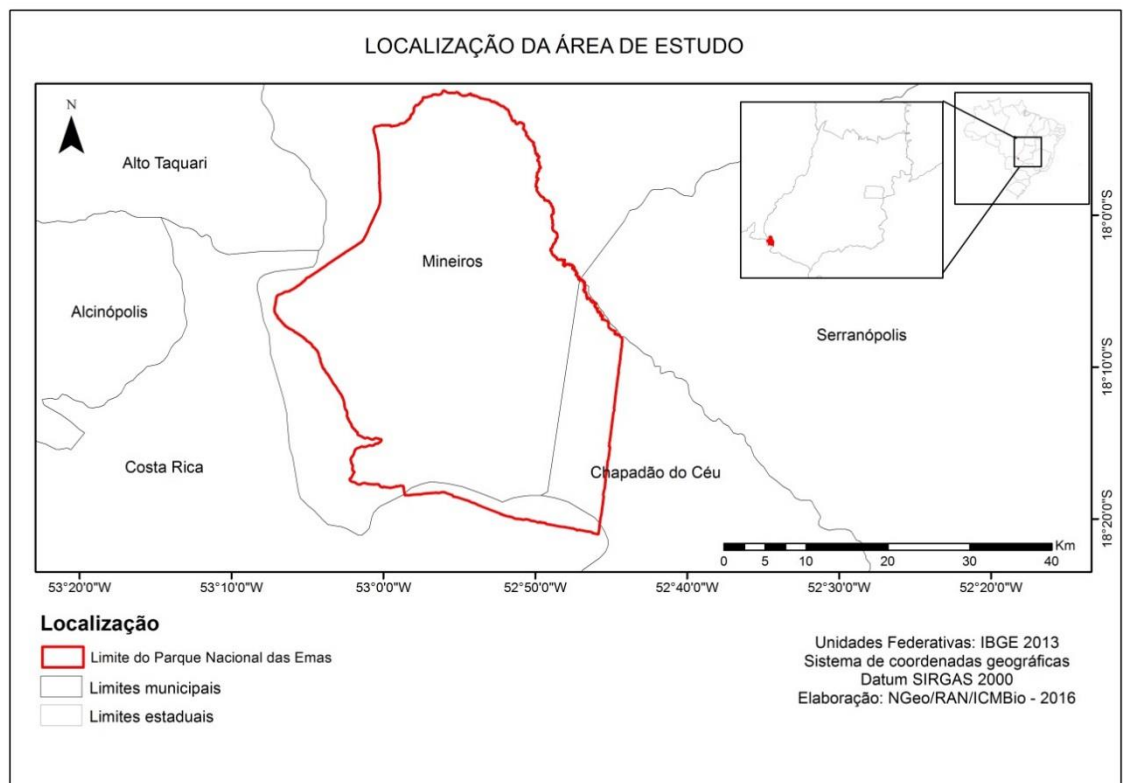 LOCALIZAÇÃO DA ÁREA DE ESTUDO
N
Alto Taquari
Mineiros
Alcinópolis
Serranópolis
Costa Rica
Chapadão do Céu
18°0'0"S
18°10'0"S
18°20'0"S
Km
0 5 10 20 30 40
53°20'0"W 53°10'0"W 53°0'0"W 52°50'0"W 52°40'0"W 52°30'0"W 52°20'0"W
Localização
Limite do Parque Nacional das Emas
Limites municipais
Limites estaduais
Unidades Federativas: IBGE 2013
Sistema de coordenadas geográficas
Datum SIRGAS 2000
Elaboração: NGeo/RAN/ICMBio - 2016